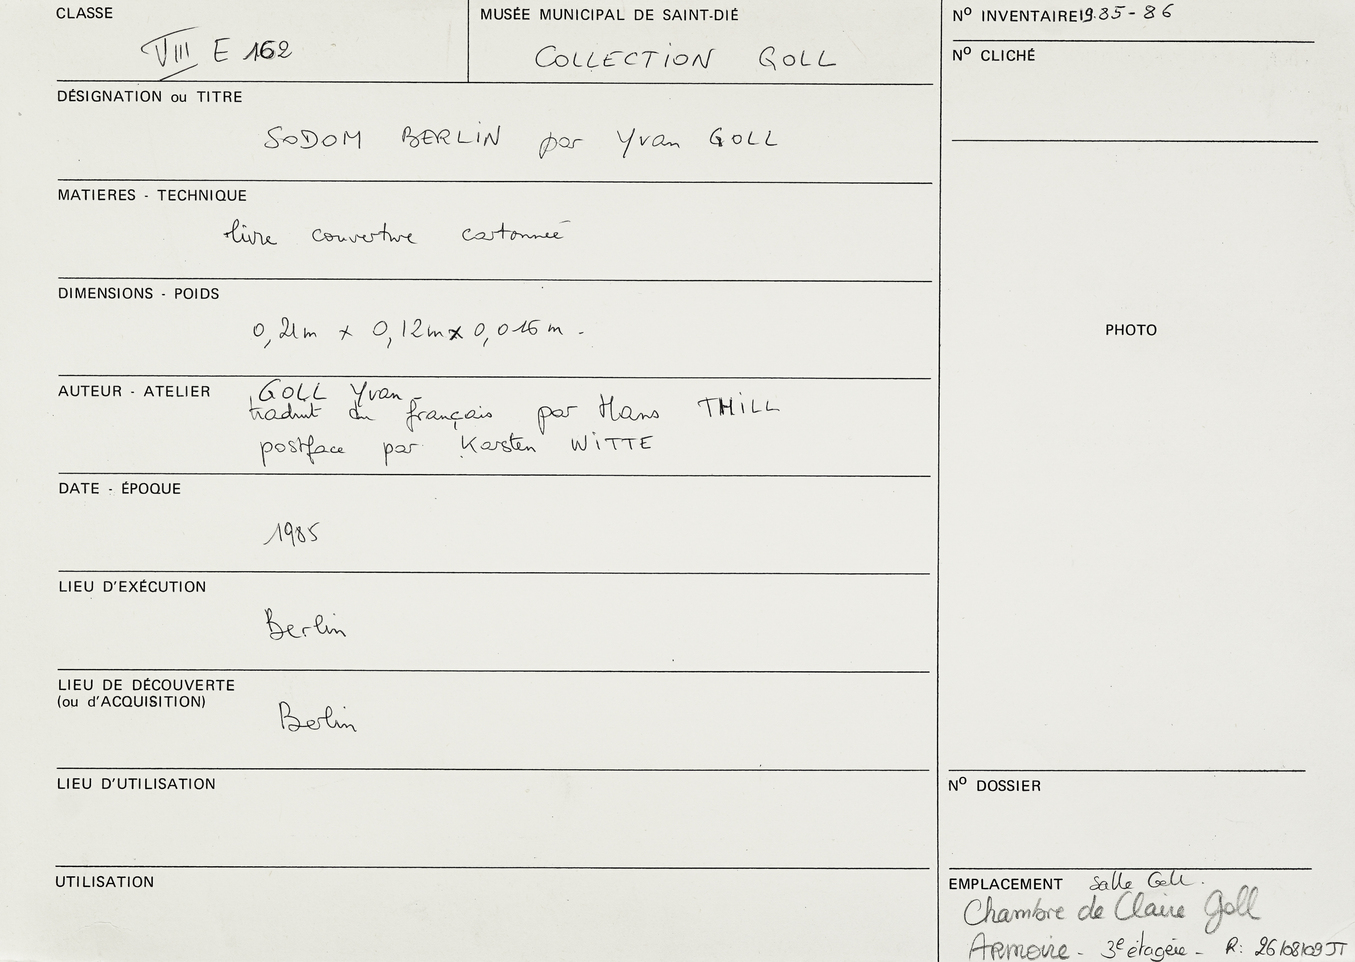 CLASSE
VIII E 162
MUSÉE MUNICIPAL DE SAINT-DIÉ
COLLECTION GOLL
Nº INVENTAIRE 1985-86
Nº CLICHÉ
DÉSIGNATION ou TITRE
SODOM BERLIN par Yvan GOLL
MATIERES - TECHNIQUE
livre couverture cartonnée
DIMENSIONS - POIDS
0,21m x 0,12m x 0,016 m -
PHOTO
AUTEUR - ATELIER
GOLL Yvan -
traduit du français par Hans THILL
postface par Karsten WITTE
DATE - ÉPOQUE
1985
LIEU D'EXÉCUTION
Berlin
LIEU DE DÉCOUVERTE
(ou d'ACQUISITION)
Berlin
LIEU D'UTILISATION
Nº DOSSIER
UTILISATION
EMPLACEMENT Salle Goll.
Chambre de Claire Goll
Armoire - 3e étagère - R: 26/08/09 JT